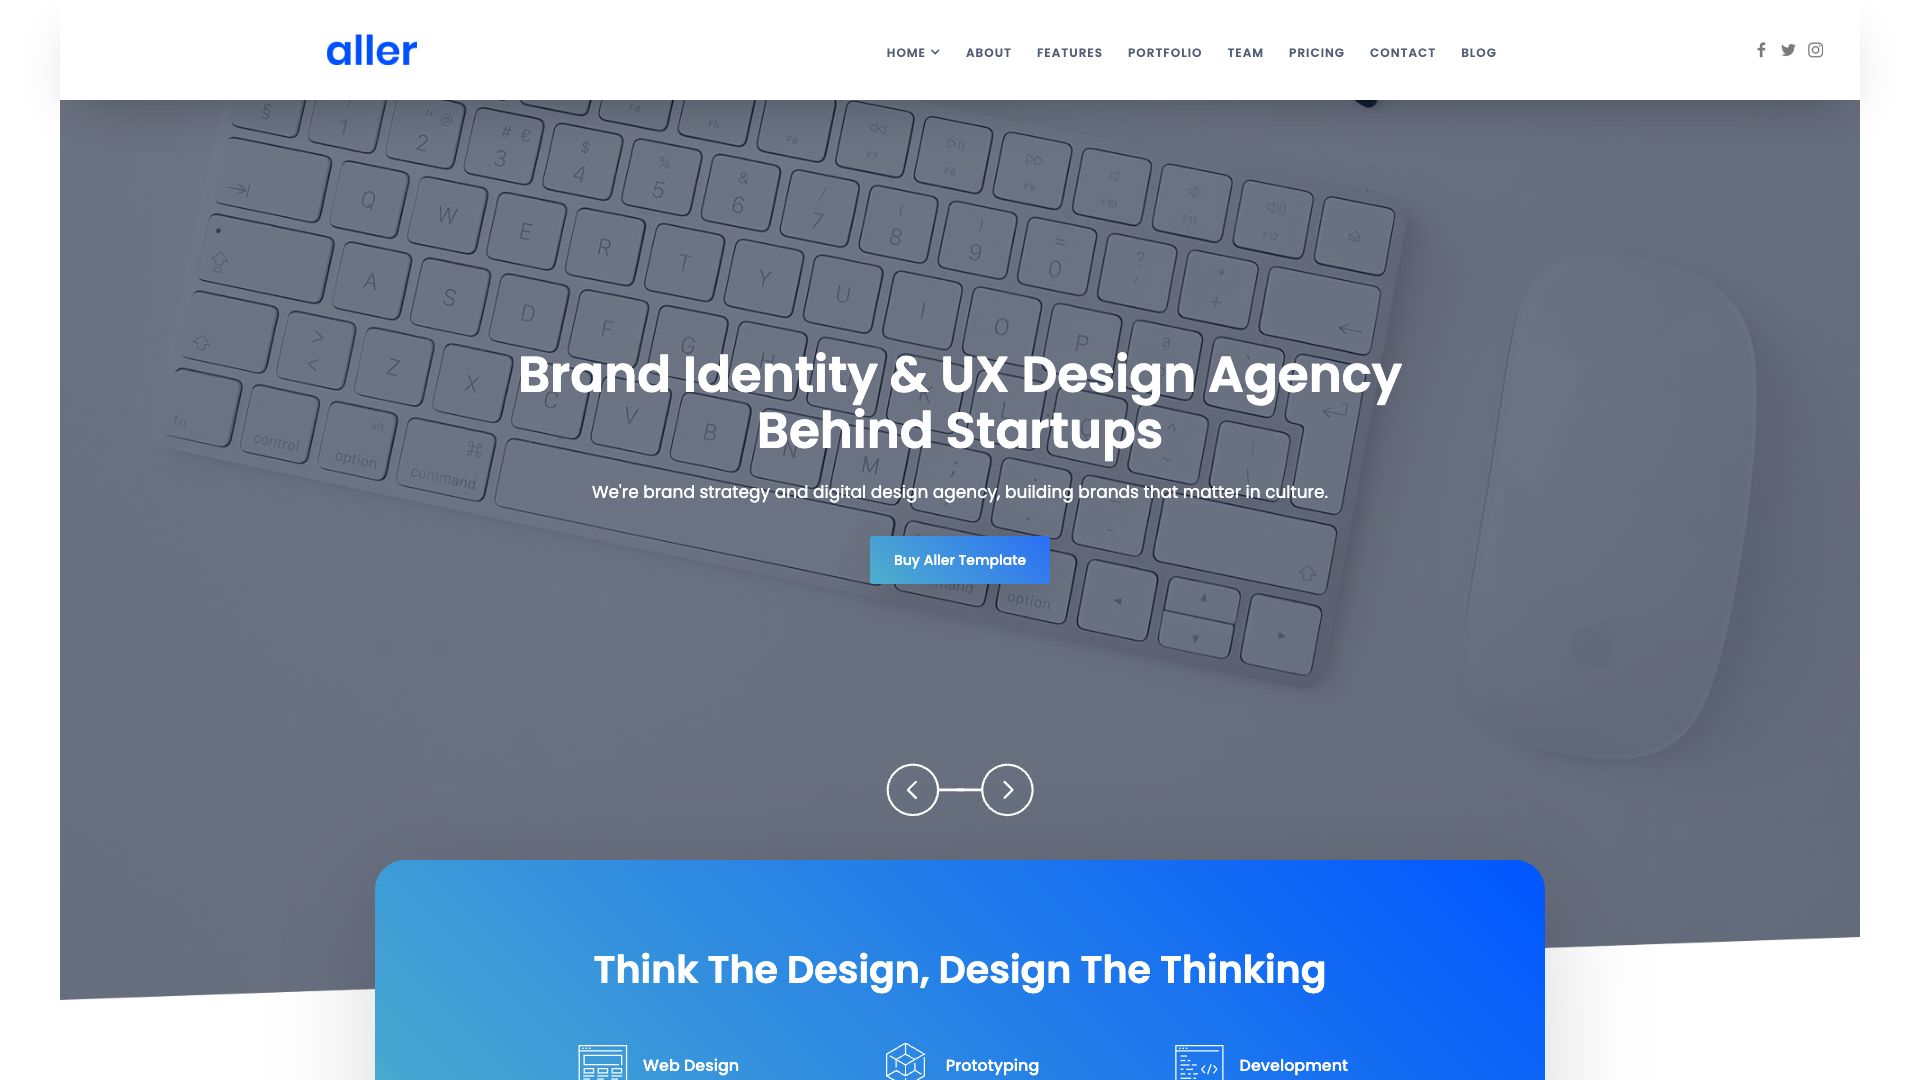 aller
HOME ABOUT FEATURES PORTFOLIO TEAM PRICING CONTACT BLOG
Brand Identity & UX Design Agency
Behind Startups
We're brand strategy and digital design agency, building brands that matter in culture.
Buy Aller Template
Think The Design, Design The Thinking
Web Design
Prototyping
Development